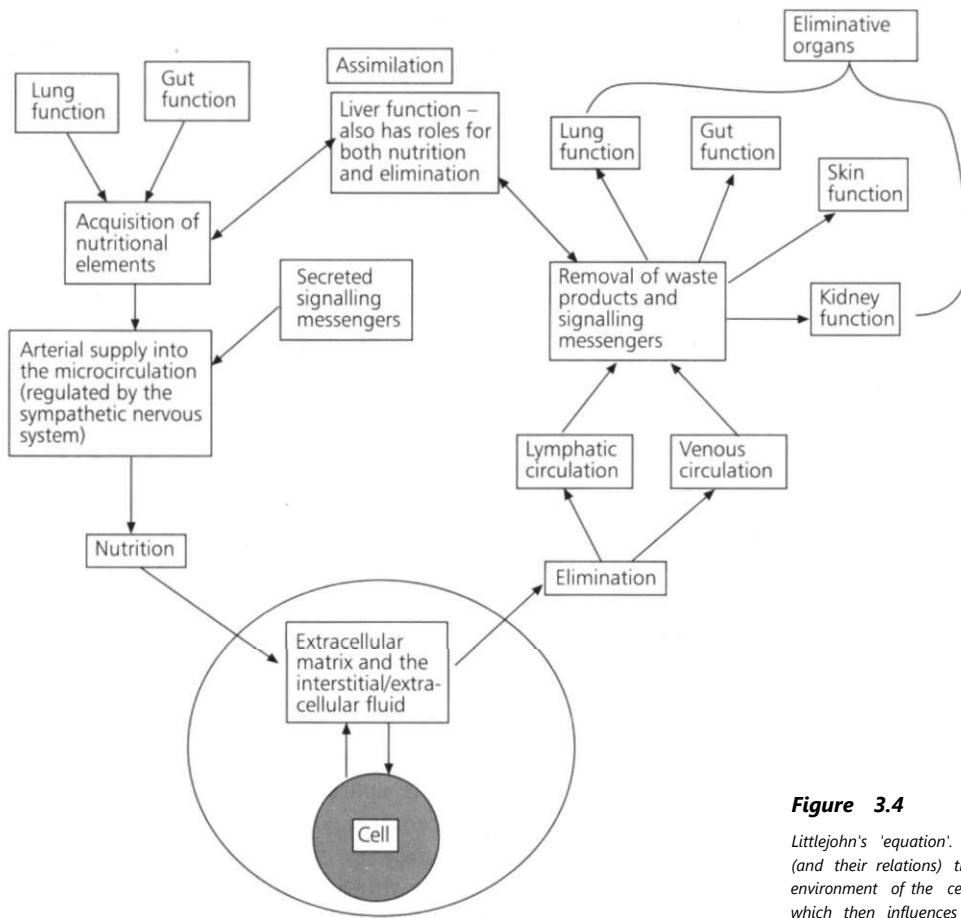 Eliminative
organs
Assimilation
Lung
function
Gut
function
Liver function –
also has roles for
both nutrition
and elimination
Lung
function
Gut
function
Skin
function
Kidney
function
Acquisition of
nutritional
elements
Secreted
signalling
messengers
Removal of waste
products and
signalling
messengers
Arterial supply into
the microcirculation
(regulated by the
sympathetic nervous
system)
Lymphatic
circulation
Venous
circulation
Nutrition
Elimination
Extracellular
matrix and the
interstitial/extra-
cellular fluid
Cell
Figure 3.4
Littlejohn's 'equation'.
(and their relations)
environment of the
which then influences